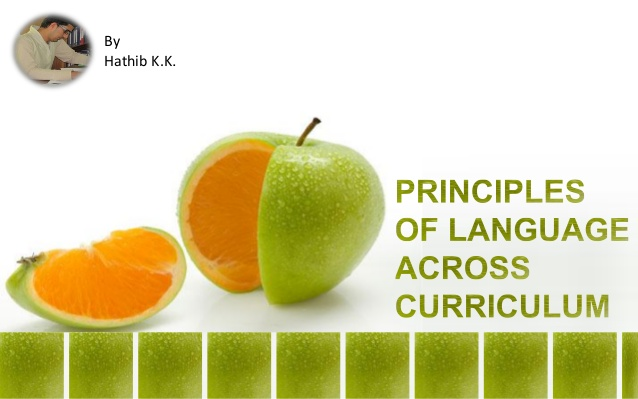 By
Hathib K.K.
PRINCIPLES
OF LANGUAGE
ACROSS
CURRICULUM